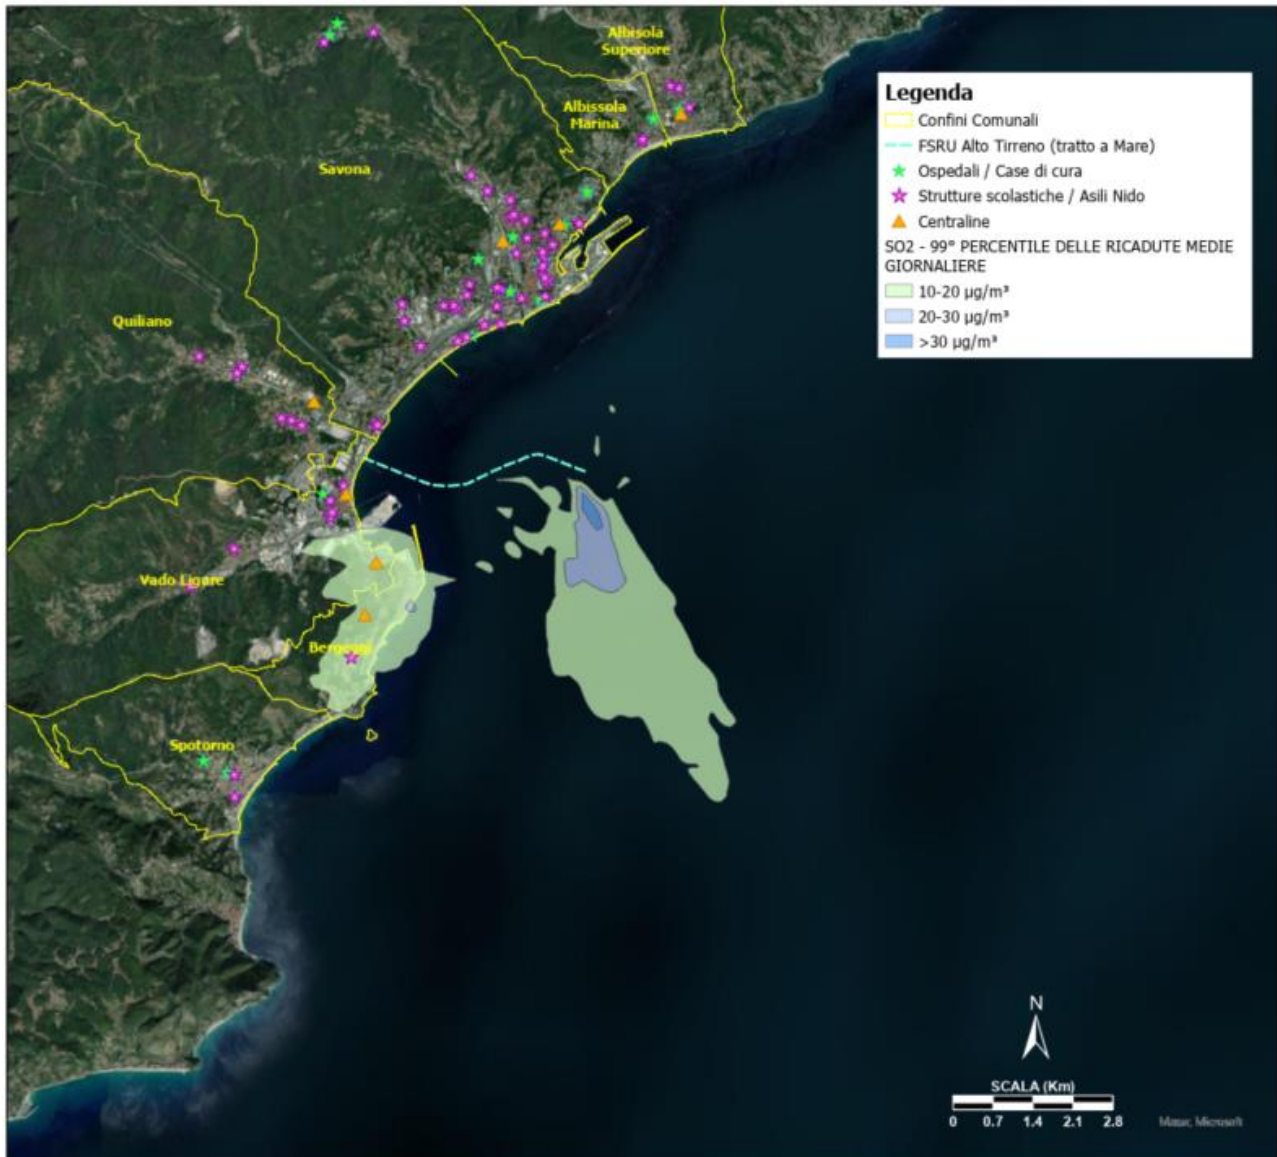 Albisola
Superiore
Albissola
Marina
Savona
Quiliano
Vado Ligure
Bergeggi
Spotorno
Legenda
Confini Comunali
FSRU Alto Tirreno (tratto a Mare)
Ospedali / Case di cura
Strutture scolastiche / Asili Nido
Centraline
SO2 - 99° PERCENTILE DELLE RICADUTE MEDIE
GIORNALIERE
10-20 µg/m³
20-30 µg/m³
>30 µg/m³
N
SCALA (Km)
0 0.7 1.4 2.1 2.8
Maxar, Microsoft